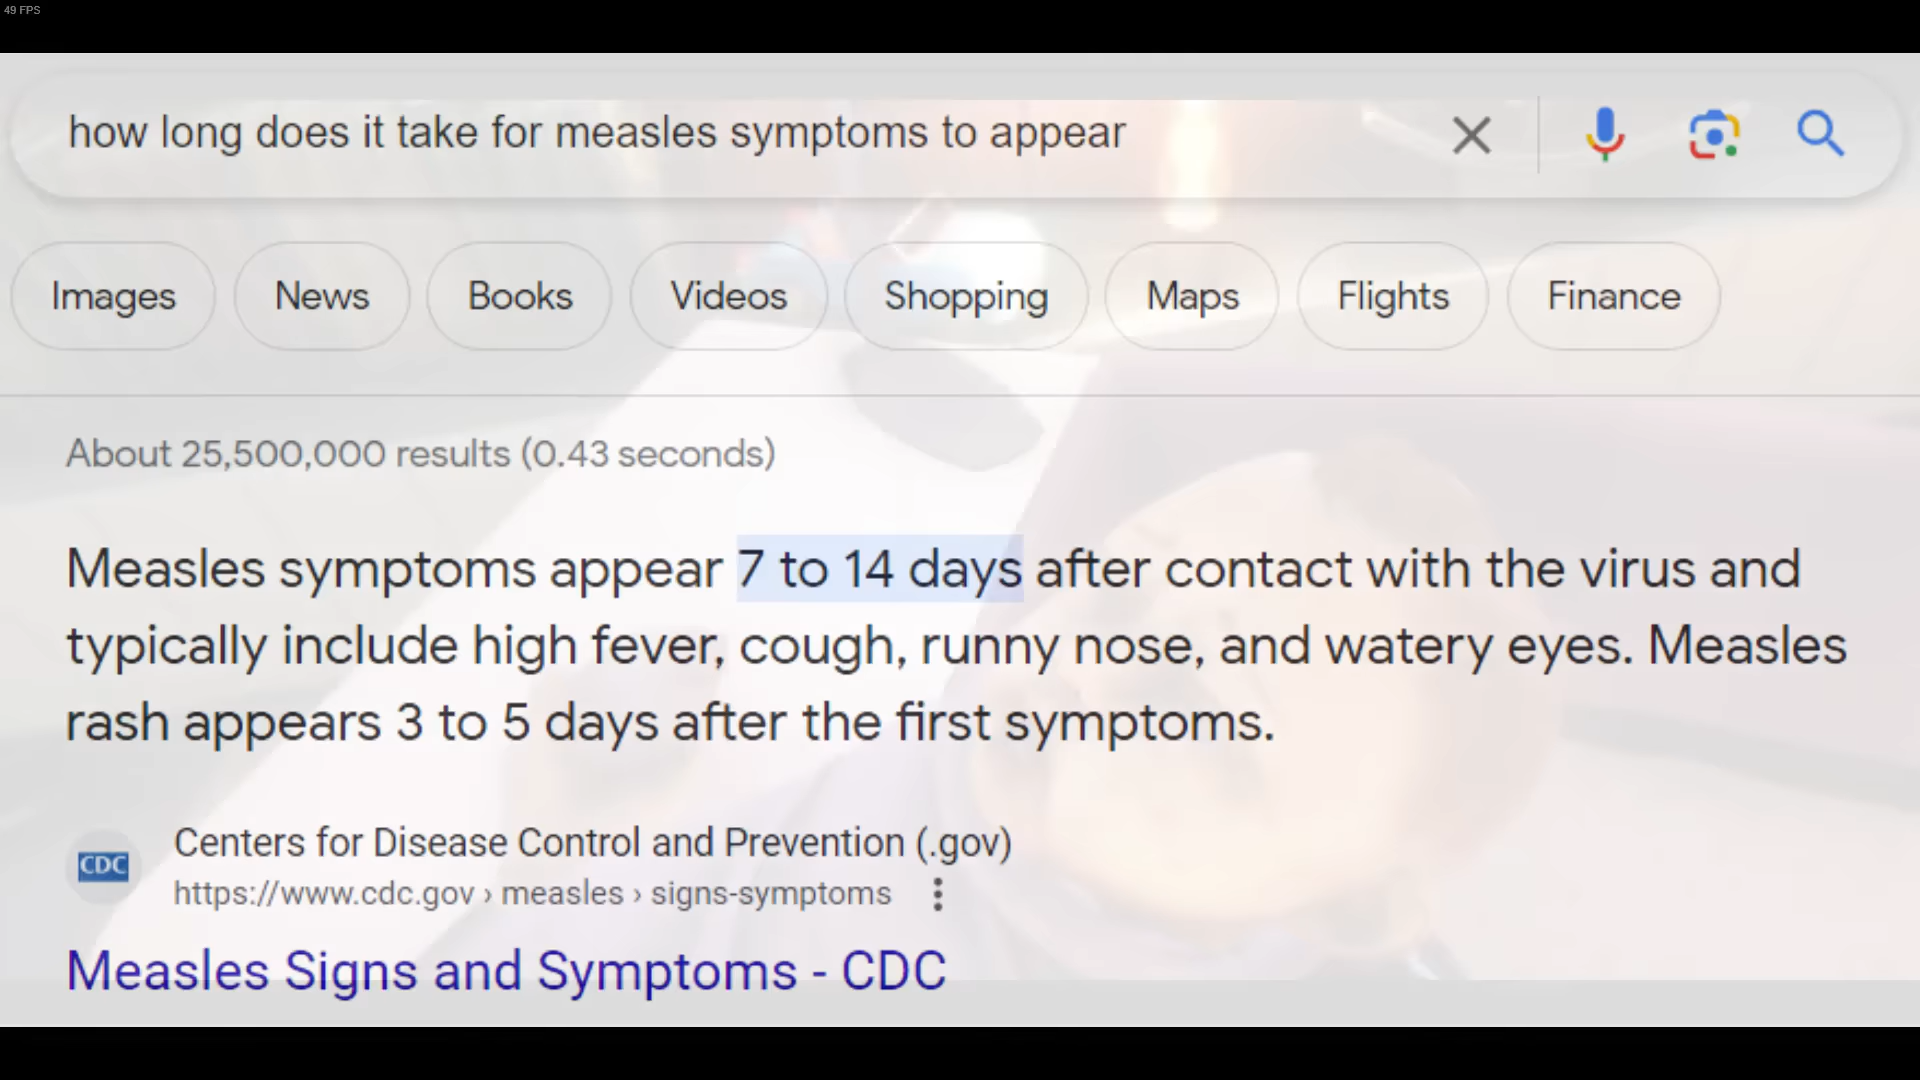 49 FPS
how long does it take for measles symptoms to appear
Images News Books Videos Shopping Maps Flights Finance
About 25,500,000 results (0.43 seconds)
Measles symptoms appear 7 to 14 days after contact with the virus and
typically include high fever, cough, runny nose, and watery eyes. Measles
rash appears 3 to 5 days after the first symptoms.
CDC
Centers for Disease Control and Prevention (.gov)
https://www.cdc.gov › measles › signs-symptoms
Measles Signs and Symptoms - CDC